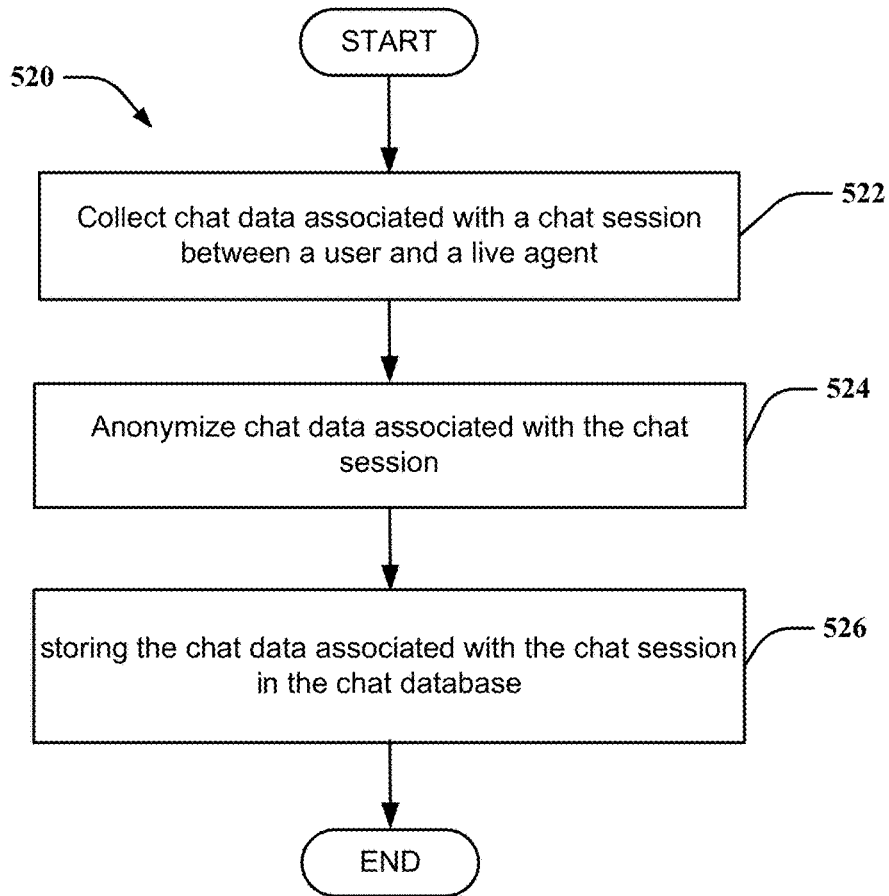 START
520
Collect chat data associated with a chat session
between a user and a live agent
522
Anonymize chat data associated with the chat
session
524
storing the chat data associated with the chat session
in the chat database
526
END